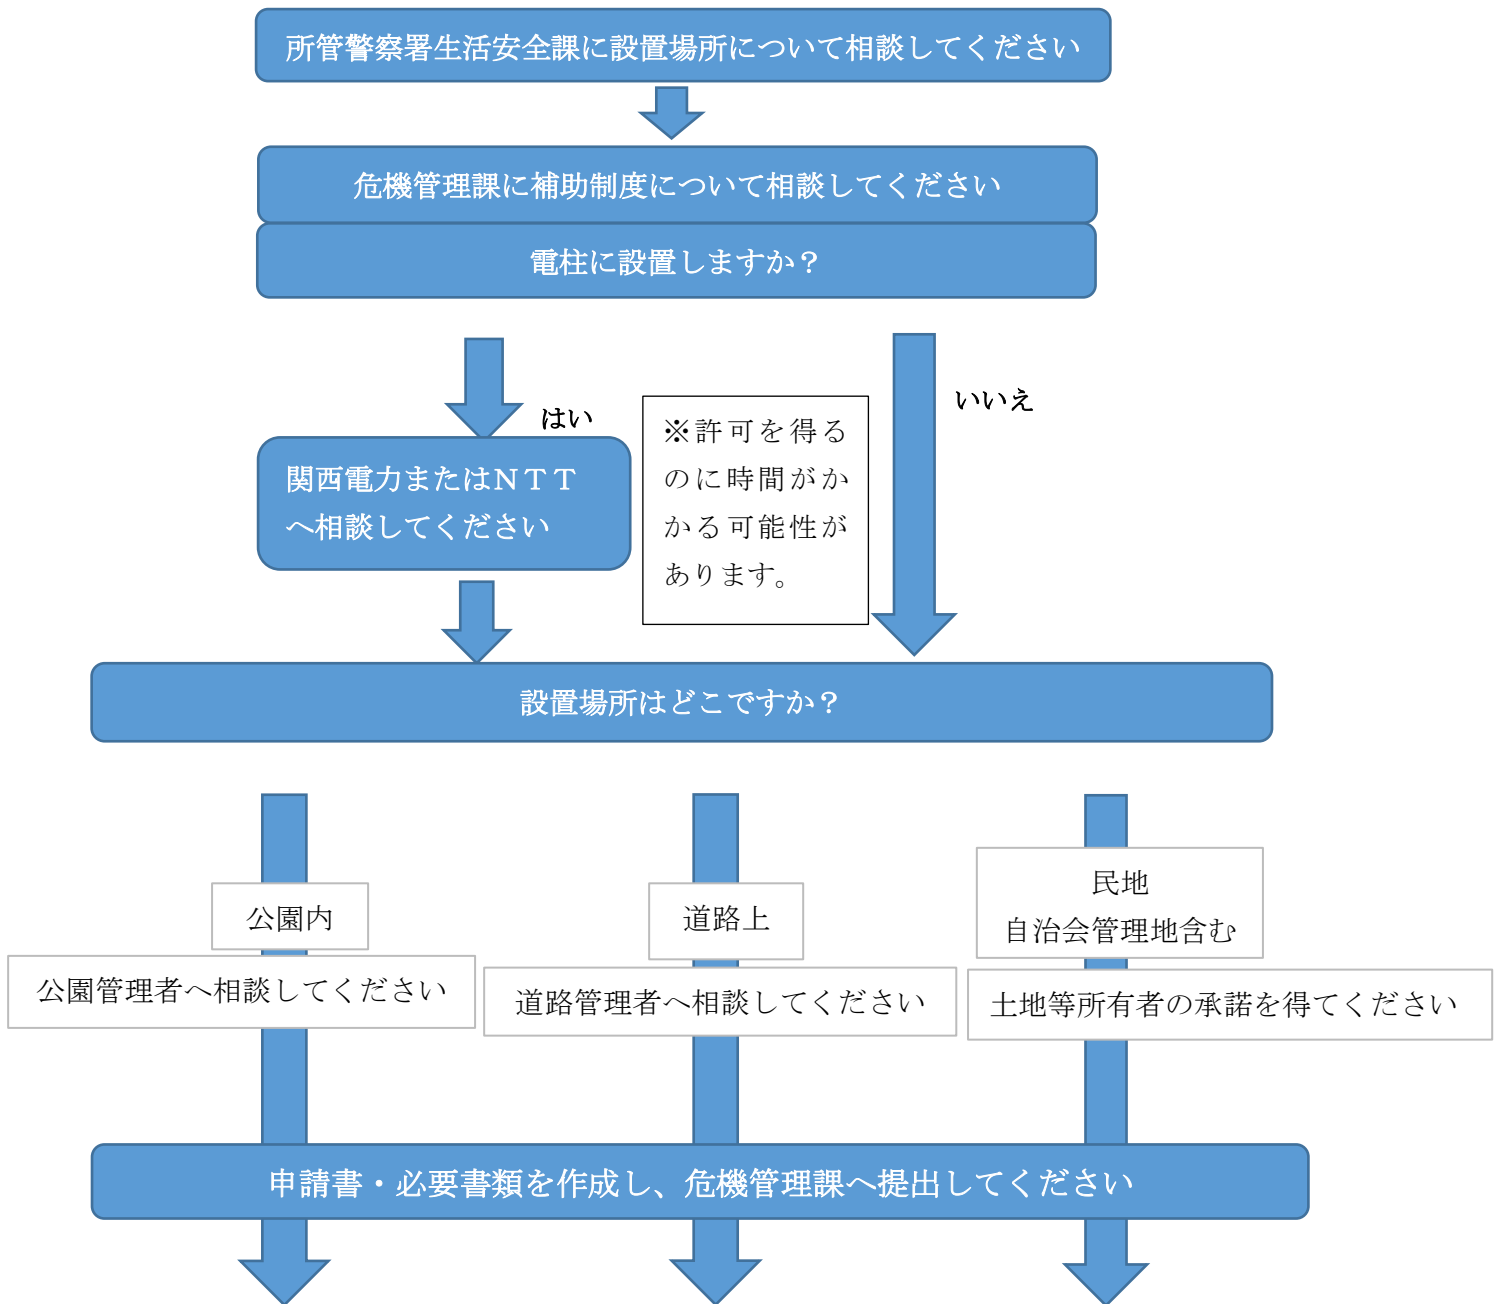 所管警察署生活安全課に設置場所について相談してください
危機管理課に補助制度について相談してください
電柱に設置しますか？
はい
いいえ
関西電力またはＮＴＴ
へ相談してください
※許可を得る
のに時間がか
かる可能性が
あります。
設置場所はどこですか？
公園内
公園管理者へ相談してください
道路上
道路管理者へ相談してください
民地
自治会管理地含む
土地等所有者の承諾を得てください
申請書・必要書類を作成し、危機管理課へ提出してください